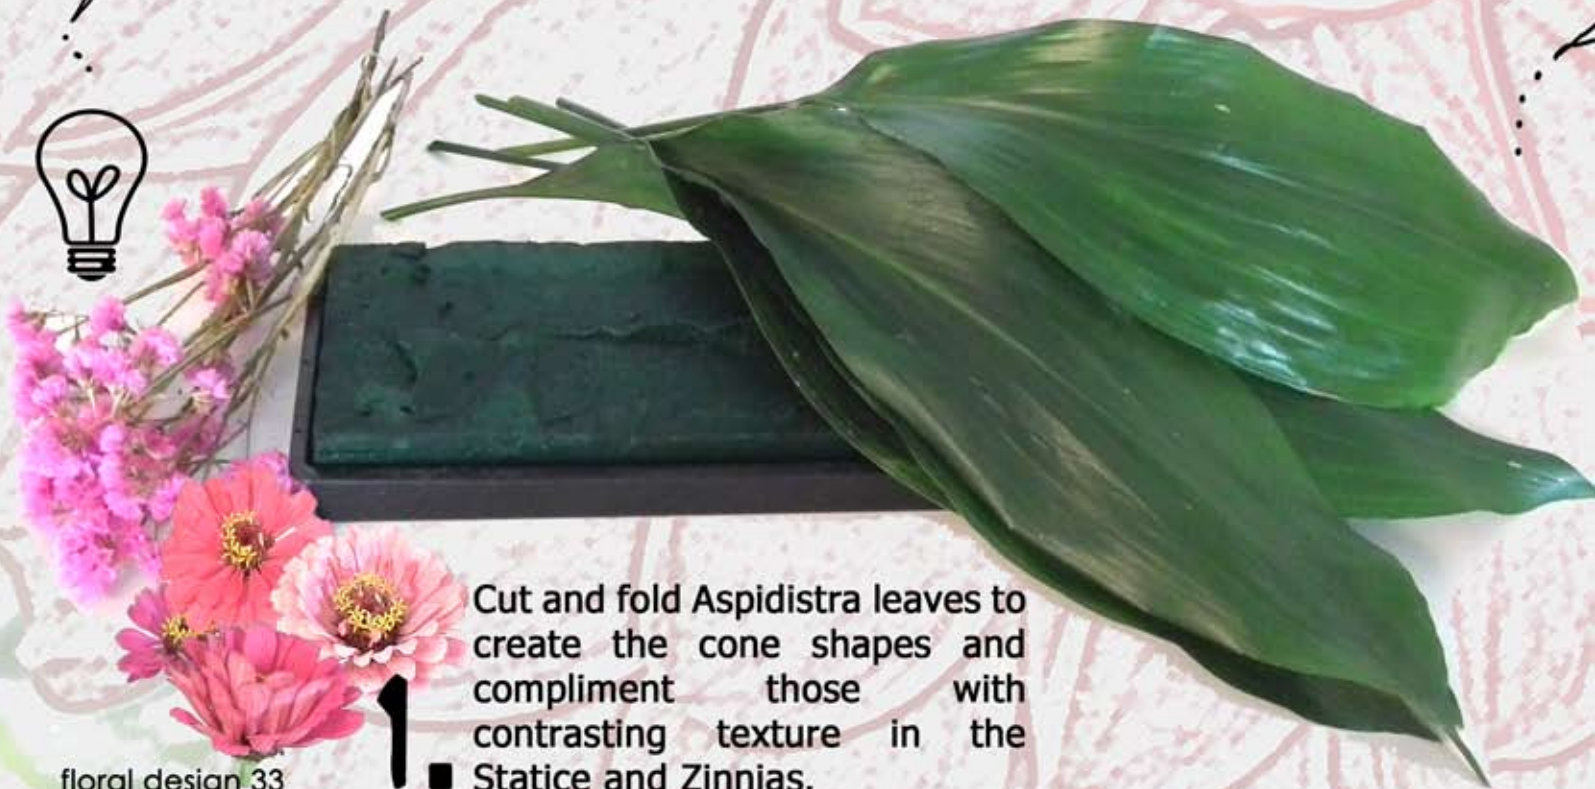 Cut and fold Aspidistra leaves to
create the cone shapes and
compliment those with
contrasting texture in the
1. Statice and Zinnias.
floral design 33